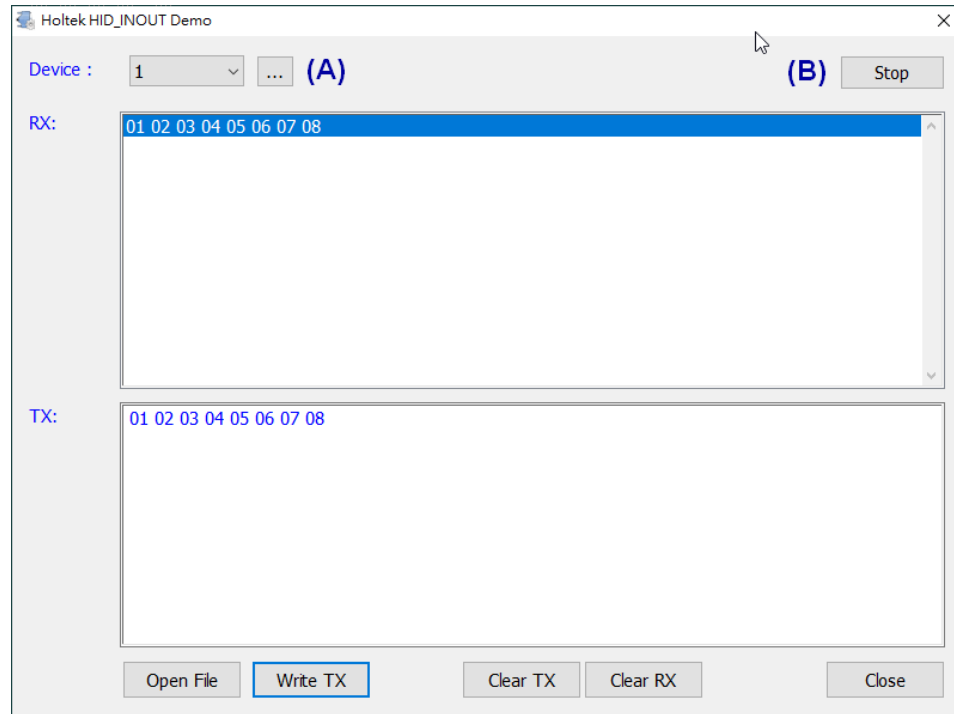 Holtek HID_INOUT Demo
Device : 1 ... (A) (B) Stop
RX: 01 02 03 04 05 06 07 08
TX: 01 02 03 04 05 06 07 08
Open File Write TX Clear TX Clear RX Close